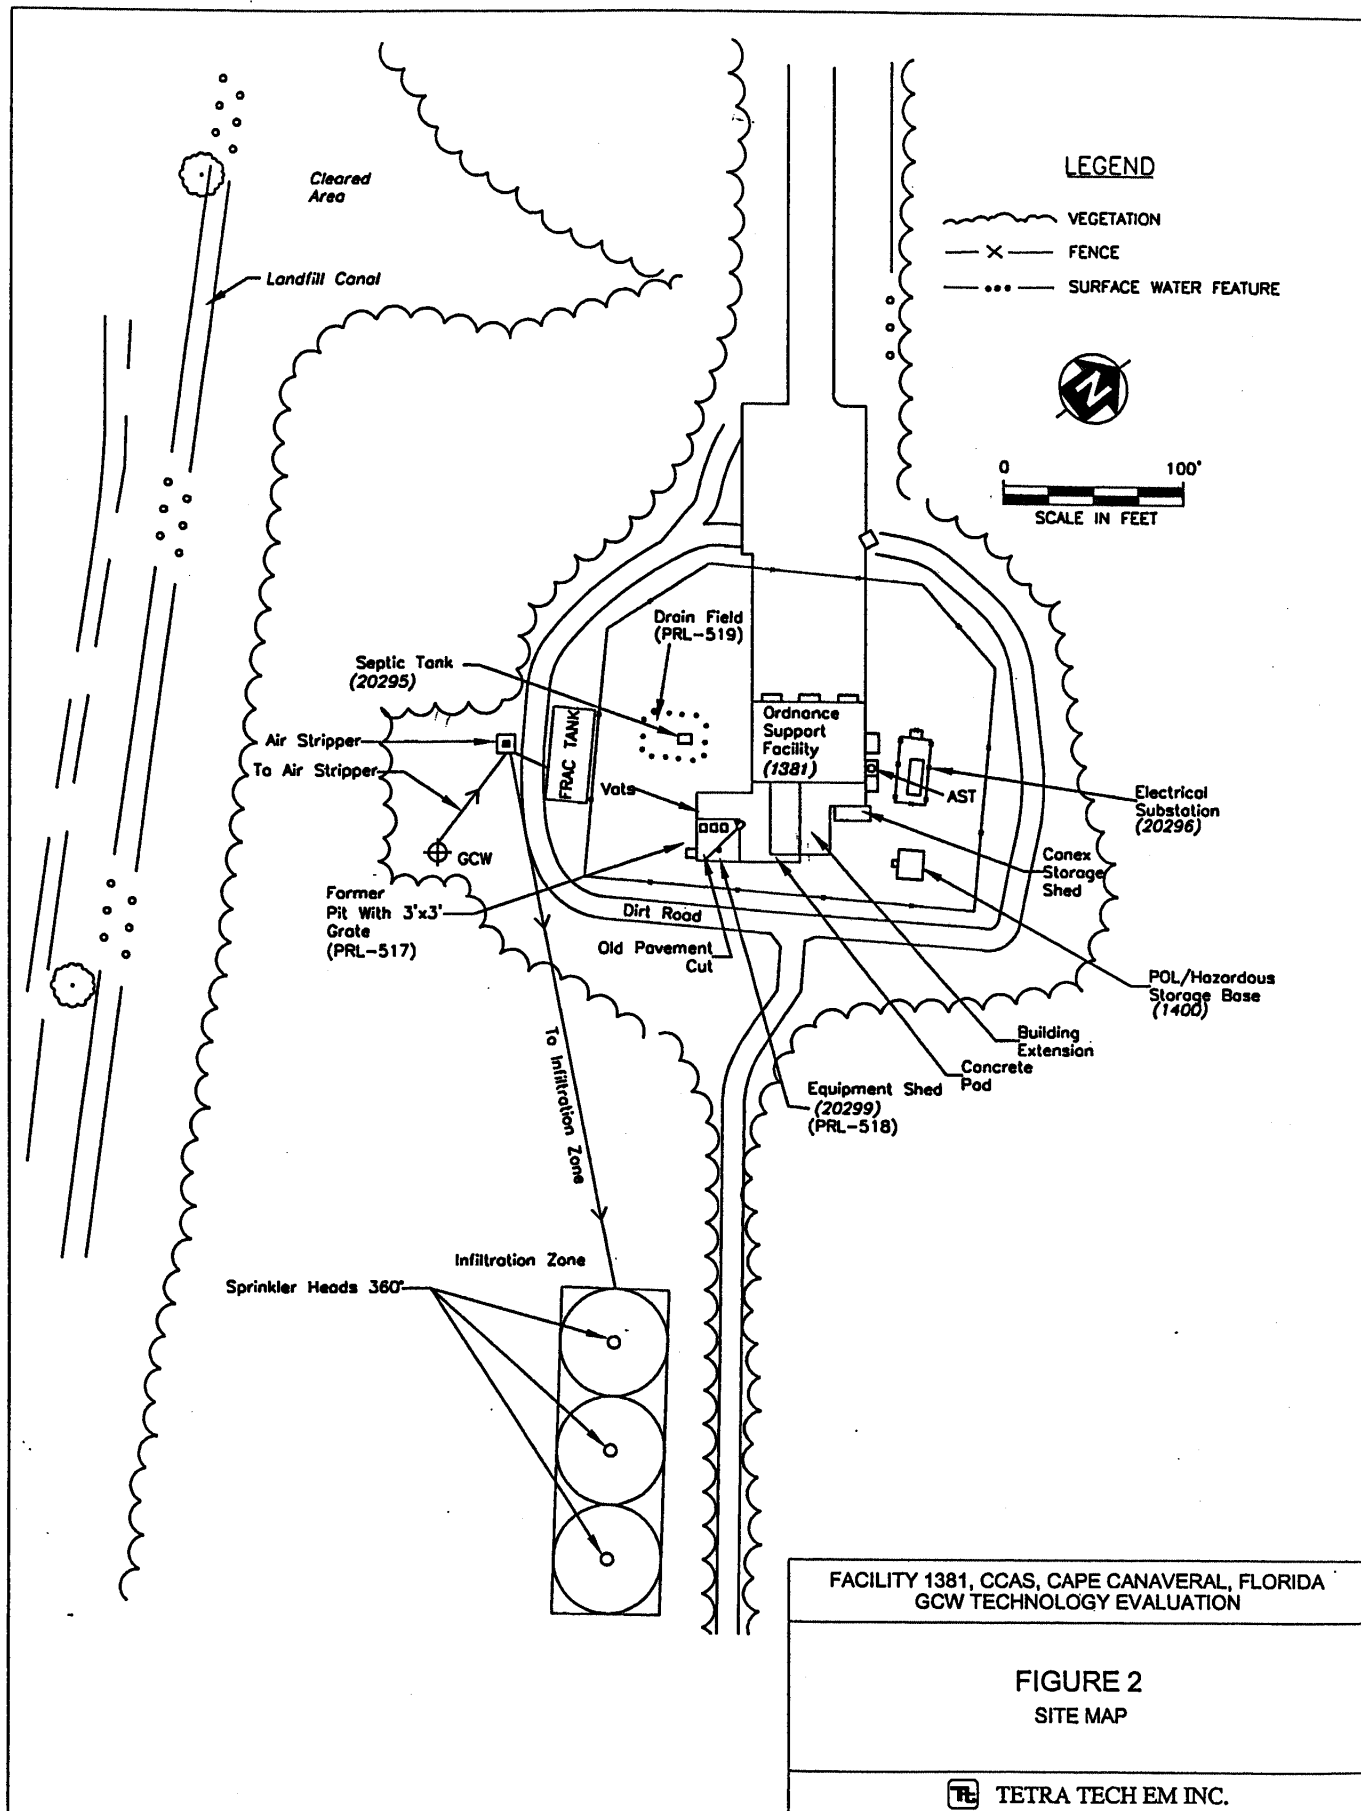 Cleared
Area
Landfill Canal
LEGEND
VEGETATION
X FENCE
SURFACE WATER FEATURE
N
0 100'
SCALE IN FEET
Drain Field
(PRL-519)
Septic Tank
(20295)
Air Stripper
To Air Stripper
FRAC TANK
Ordnance
Support
Facility
(1381)
Vats
AST
Electrical
Substation
(20296)
Conex
Storage
Shed
GCW
Former
Pit With 3'x3'
Grate
(PRL-517)
Dirt Road
Old Pavement
Cut
POL/Hazardous
Storage Base
(1400)
Building
Extension
Concrete
Pad
Equipment Shed
(20299)
(PRL-518)
To Infiltration Zone
Infiltration Zone
Sprinkler Heads 360°
FACILITY 1381, CCAS, CAPE CANAVERAL, FLORIDA
GCW TECHNOLOGY EVALUATION
FIGURE 2
SITE MAP
Tt TETRA TECH EM INC.